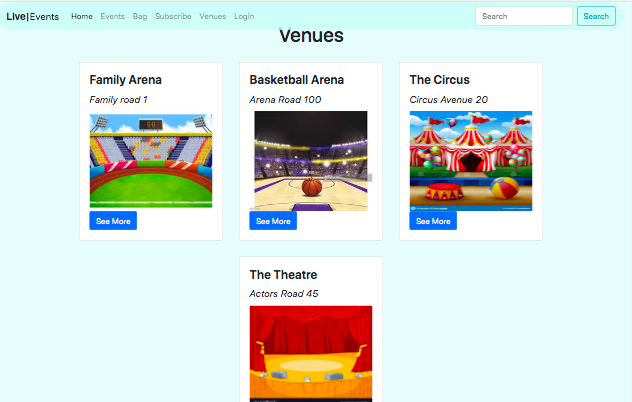 Live|Events Home Events Bag Subscribe Venues Login Search Search
Venues
Family Arena
Family road 1
See More
Basketball Arena
Arena Road 100
See More
The Circus
Circus Avenue 20
See More
The Theatre
Actors Road 45